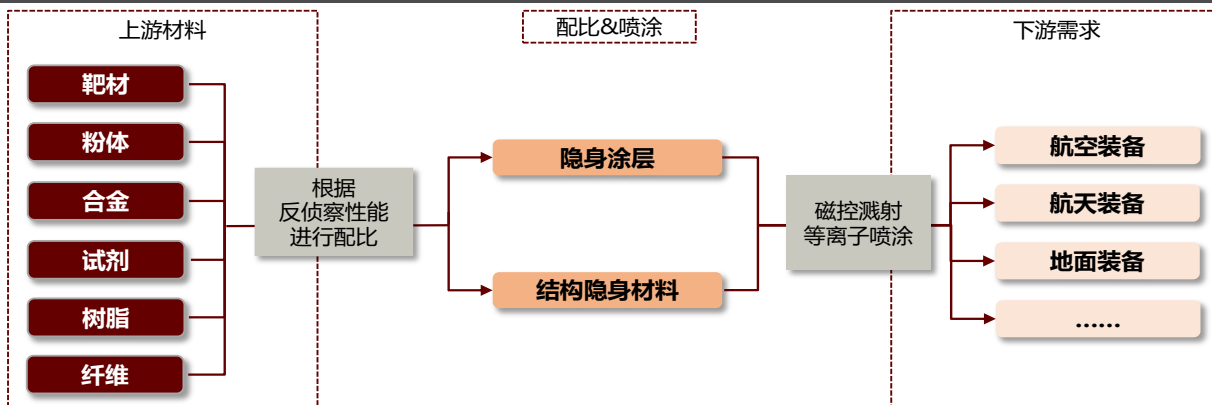 上游材料
配比&喷涂
下游需求
靶材
粉体
合金
试剂
树脂
纤维
根据
反侦察性能
进行配比
隐身涂层
结构隐身材料
磁控溅射
等离子喷涂
航空装备
航天装备
地面装备
......